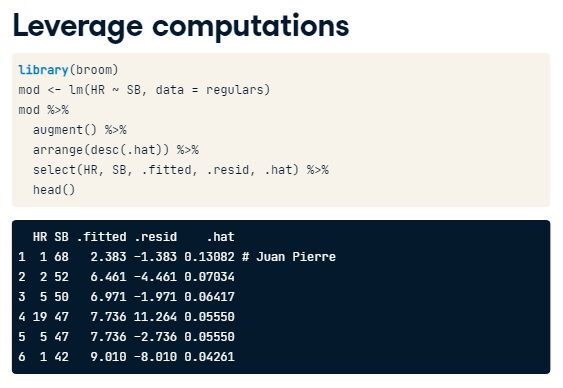 Leverage computations
library(broom)
mod <- lm(HR ~ SB, data = regulars)
mod %>%
  augment() %>%
  arrange(desc(.hat)) %>%
  select(HR, SB, .fitted, .resid, .hat) %>%
  head()
  HR SB .fitted .resid    .hat
1  1 68   2.383 -1.383 0.13082 # Juan Pierre
2  2 52   6.461 -4.461 0.07034
3  5 50   6.971 -1.971 0.06417
4 19 47   7.736 11.264 0.05550
5  5 47   7.736 -2.736 0.05550
6  1 42   9.010 -8.010 0.04261